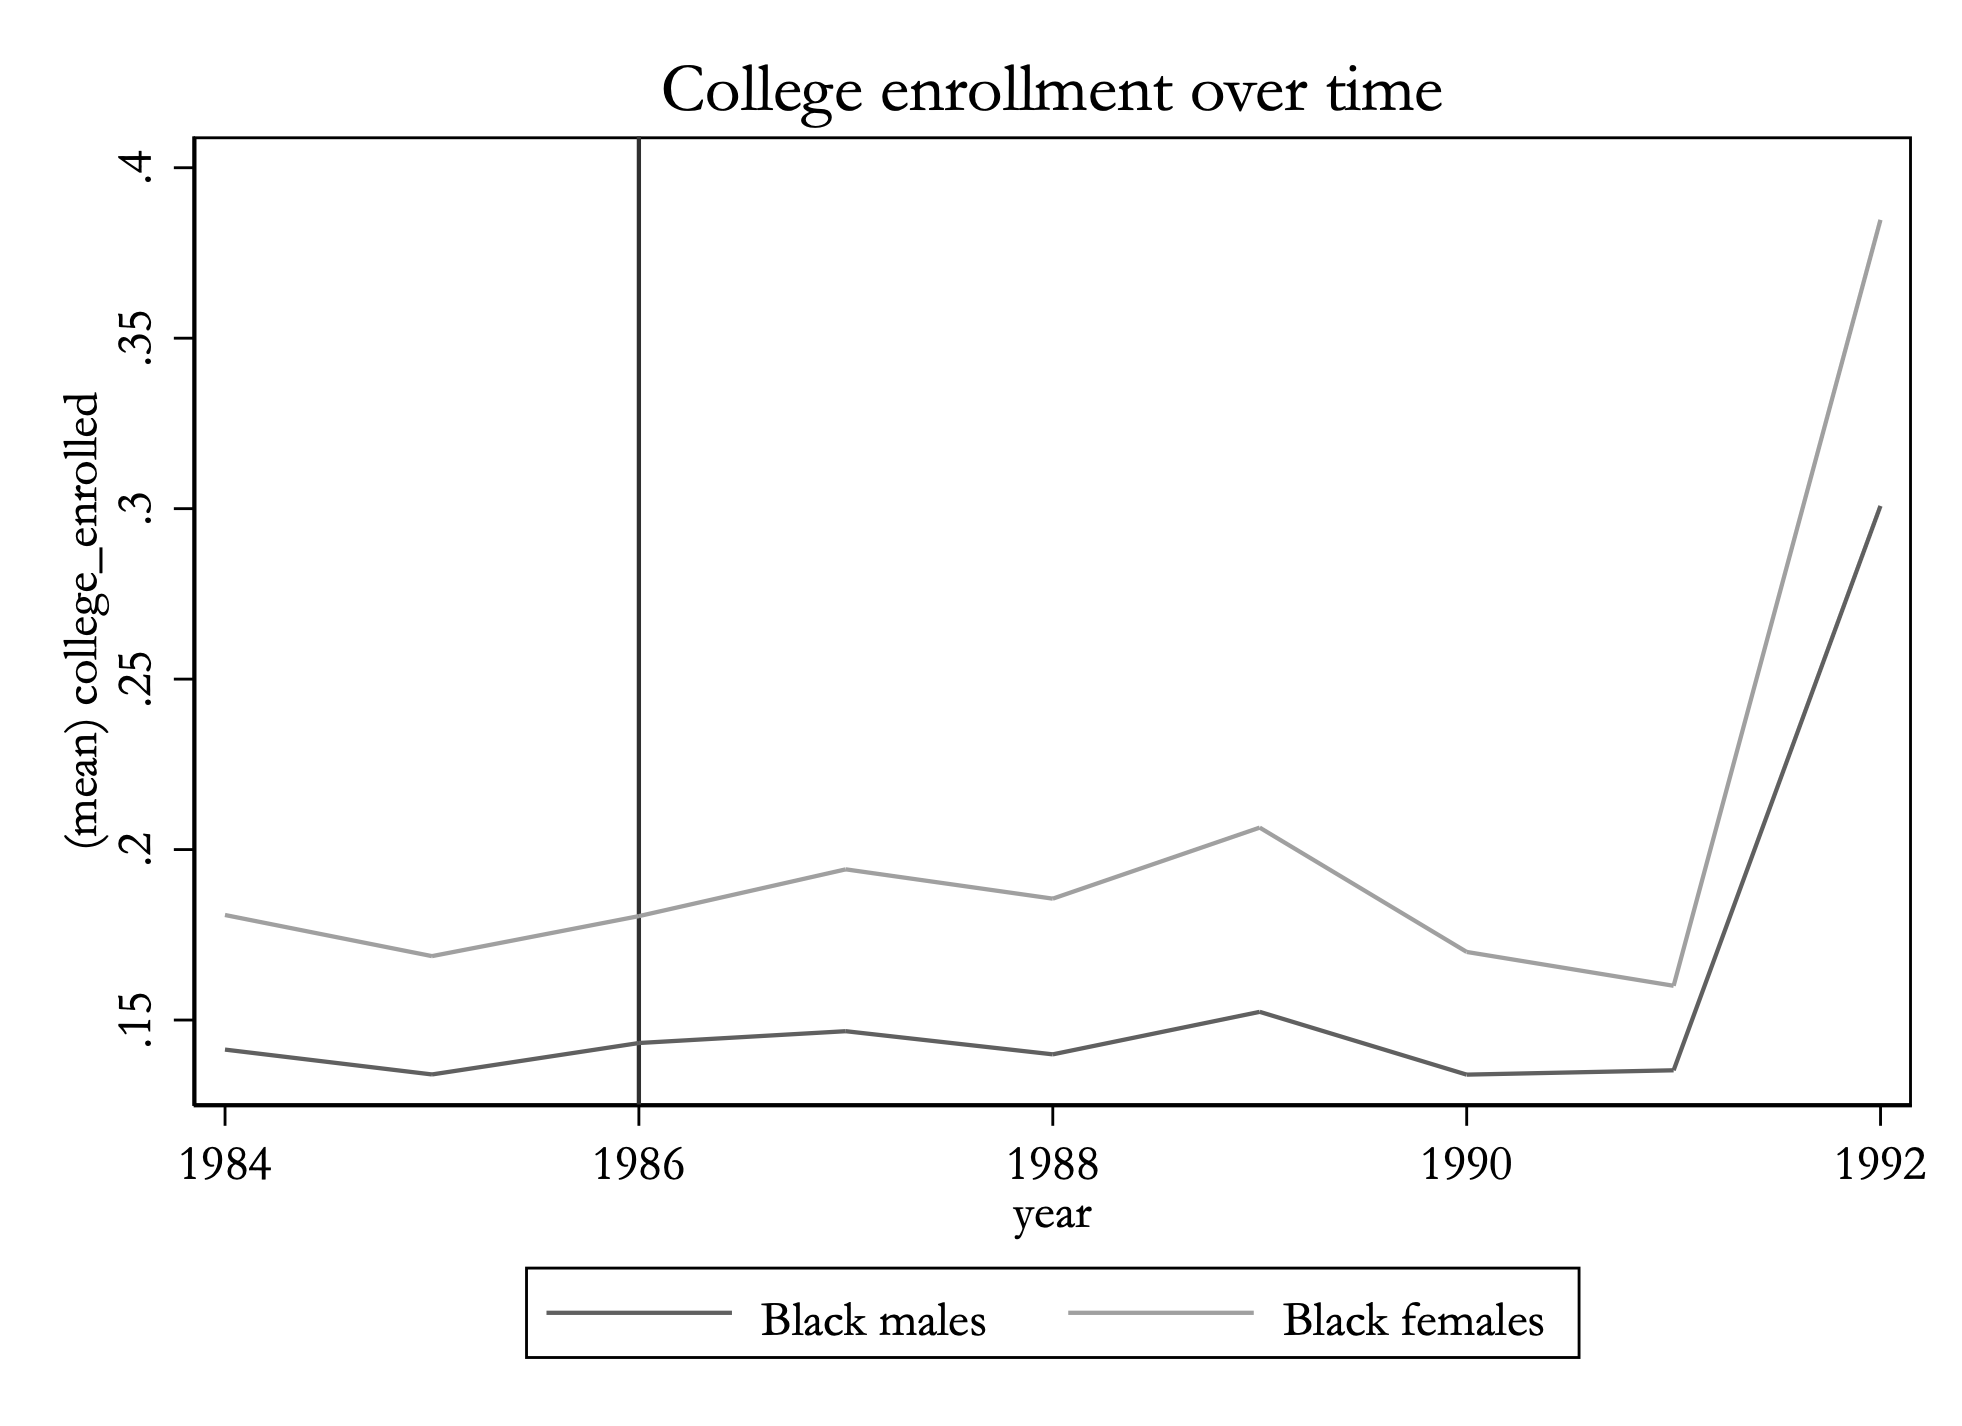 College enrollment over time
(mean) college_enrolled
.4
.35
.3
.25
.2
.15
1984 1986 1988 1990 1992
year
Black males Black females